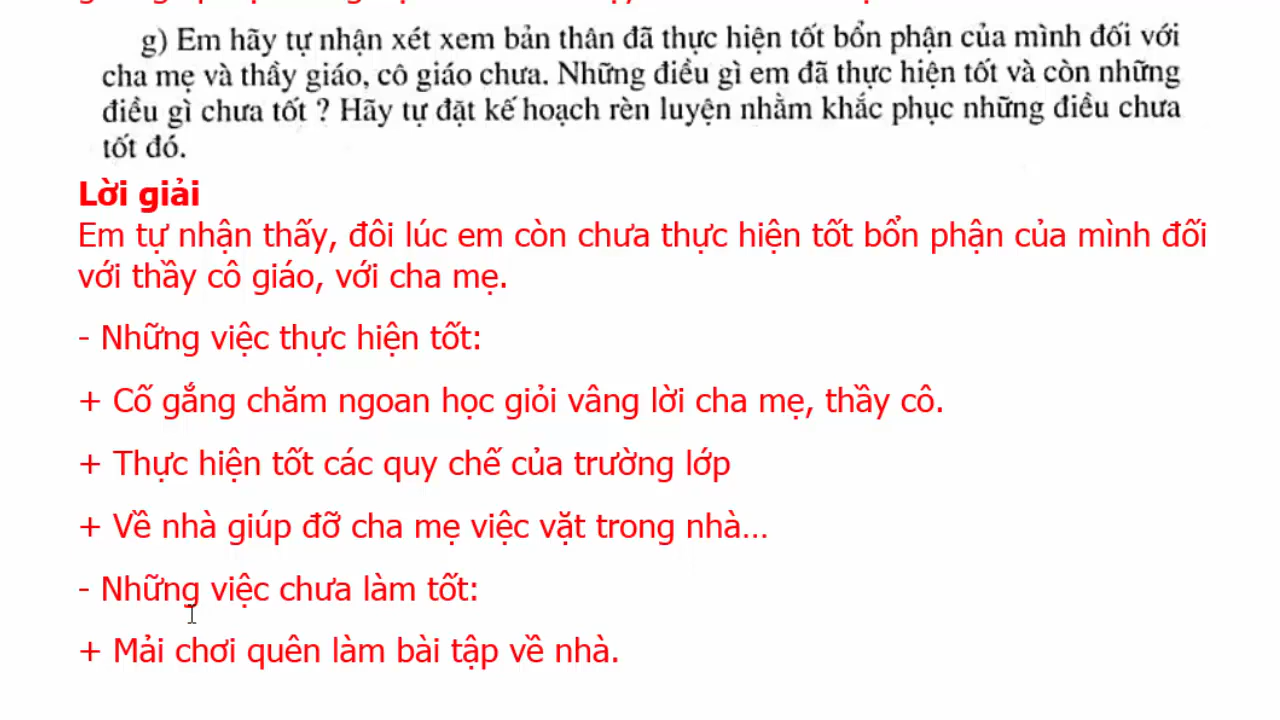 g) Em hãy tự nhận xét xem bản thân đã thực hiện tốt bổn phận của mình đối với
cha mẹ và thầy giáo, cô giáo chưa. Những điều gì em đã thực hiện tốt và còn những
điều gì chưa tốt ? Hãy tự đặt kế hoạch rèn luyện nhằm khắc phục những điều chưa
tốt đó.
Lời giải
Em tự nhận thấy, đôi lúc em còn chưa thực hiện tốt bổn phận của mình đối
với thầy cô giáo, với cha mẹ.
- Những việc thực hiện tốt:
+ Cố gắng chăm ngoan học giỏi vâng lời cha mẹ, thầy cô.
+ Thực hiện tốt các quy chế của trường lớp
+ Về nhà giúp đỡ cha mẹ việc vặt trong nhà...
- Những việc chưa làm tốt:
+ Mải chơi quên làm bài tập về nhà.